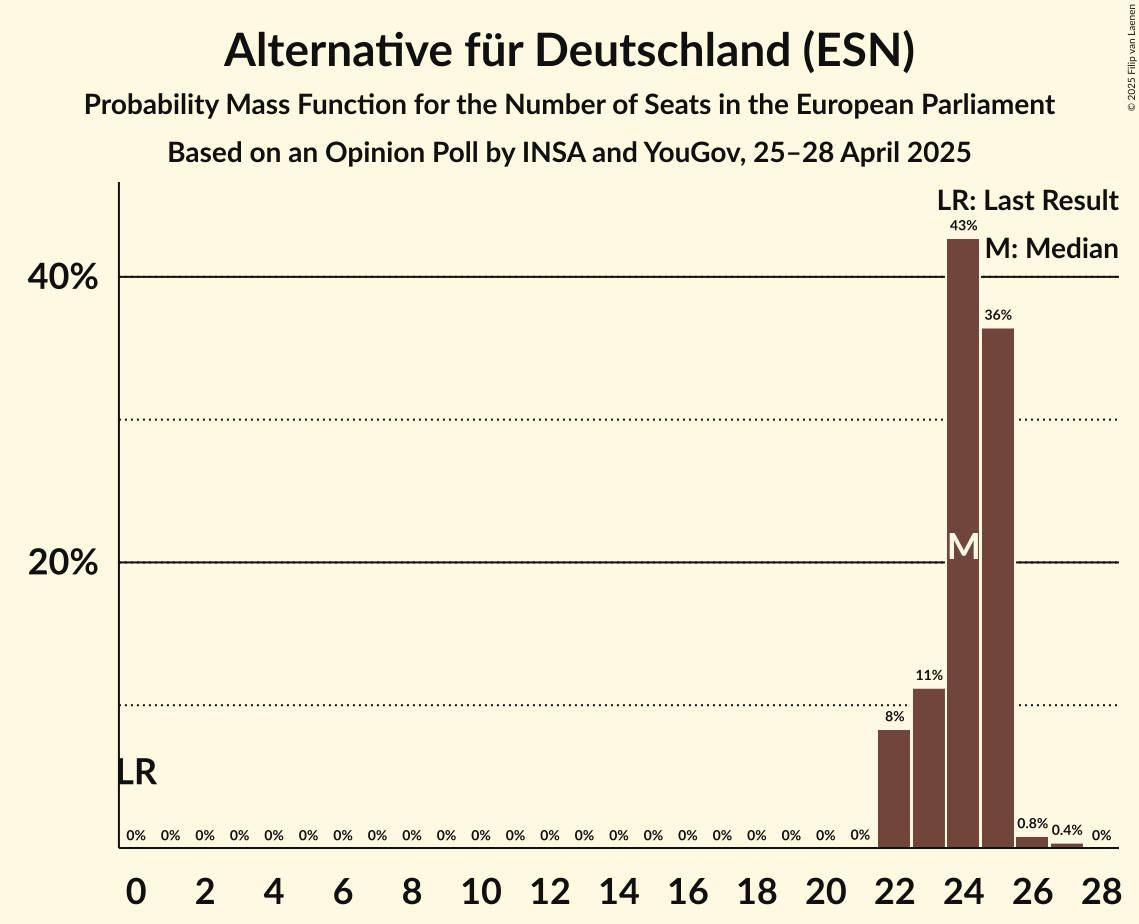 Alternative für Deutschland (ESN)
Probability Mass Function for the Number of Seats in the European Parliament
Based on an Opinion Poll by INSA and YouGov, 25–28 April 2025
© 2025 Filip van Laenen
LR: Last Result
M: Median
40%
20%
43%
36%
M
11%
8%
LR
0% 0% 0% 0% 0% 0% 0% 0% 0% 0% 0% 0% 0% 0% 0% 0% 0% 0% 0% 0% 0% 0% 0.8% 0.4% 0%
0 2 4 6 8 10 12 14 16 18 20 22 24 26 28